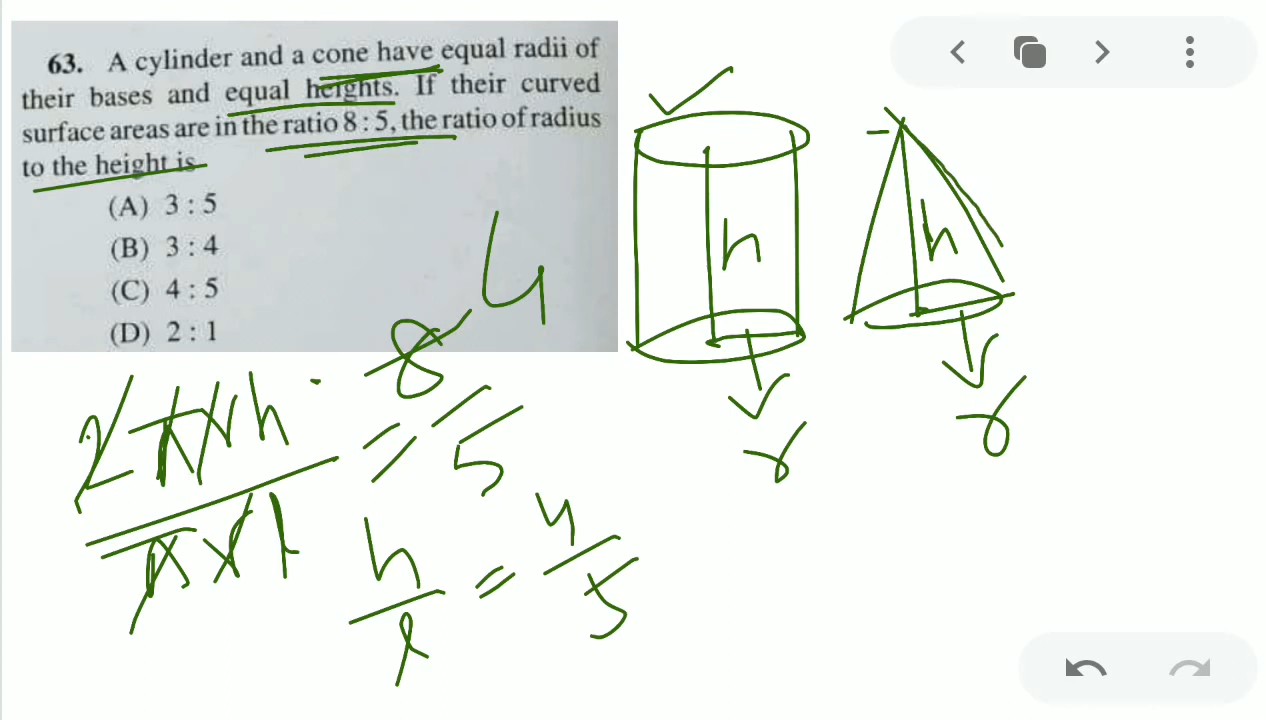 63. A cylinder and a cone have equal radii of
their bases and equal heights. If their curved
surface areas are in the ratio 8 : 5, the ratio of radius
to the height is
(A) 3 : 5
(B) 3 : 4
(C) 4 : 5
(D) 2 : 1
h
h
r
r
8 4
2πrh = 
πrl 5
h = 4
l 5